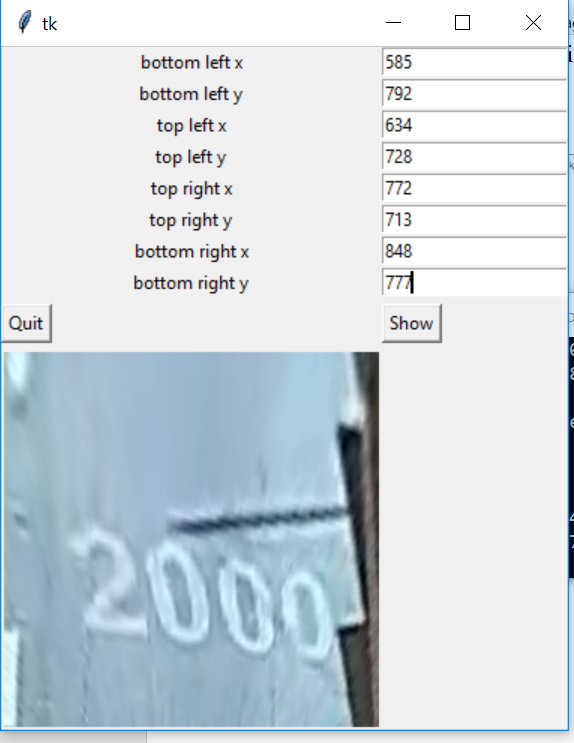 tk
bottom left x 585
bottom left y 792
top left x 634
top left y 728
top right x 772
top right y 713
bottom right x 848
bottom right y 777
Quit Show
2000